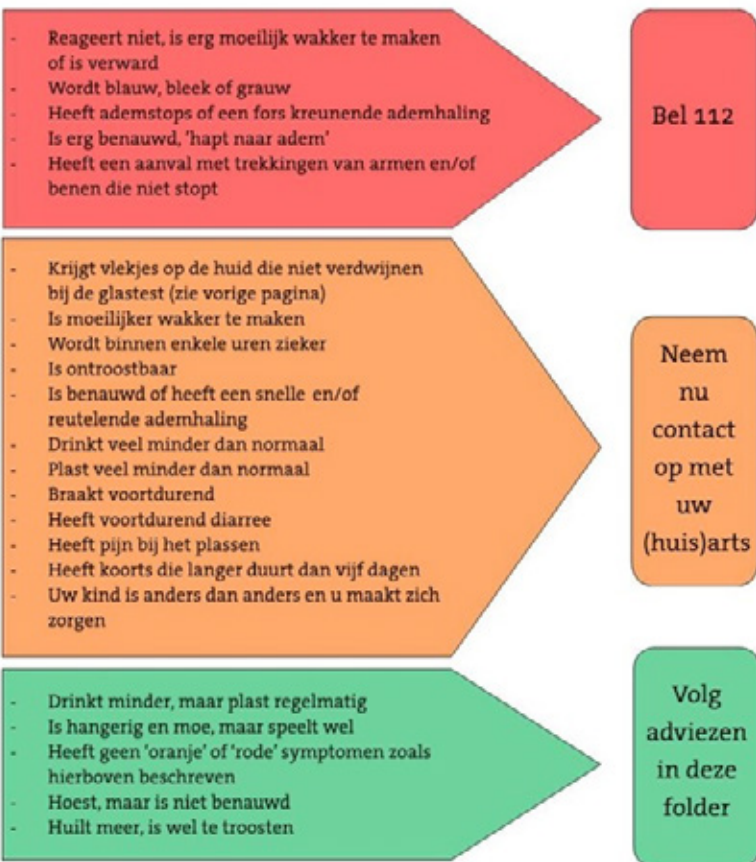 - Reageert niet, is erg moeilijk wakker te maken
of is verward
- Wordt blauw, bleek of grauw
- Heeft ademstops of een fors kreunende ademhaling
- Is erg benauwd, 'hapt naar adem'
- Heeft een aanval met trekkingen van armen en/of
benen die niet stopt
Bel 112
- Krijgt vlekjes op de huid die niet verdwijnen
bij de glastest (zie vorige pagina)
- Is moeilijker wakker te maken
- Wordt binnen enkele uren zieker
- Is ontroostbaar
- Is benauwd of heeft een snelle en/of
reutelende ademhaling
- Drinkt veel minder dan normaal
- Plast veel minder dan normaal
- Braakt voortdurend
- Heeft voortdurend diarree
- Heeft pijn bij het plassen
- Heeft koorts die langer duurt dan vijf dagen
- Uw kind is anders dan anders en u maakt zich
zorgen
Neem
nu
contact
op met
uw
(huis)arts
- Drinkt minder, maar plast regelmatig
- Is hangerig en moe, maar speelt wel
- Heeft geen 'oranje' of 'rode' symptomen zoals
hierboven beschreven
- Hoest, maar is niet benauwd
- Huilt meer, is wel te troosten
Volg
adviezen
in deze
folder